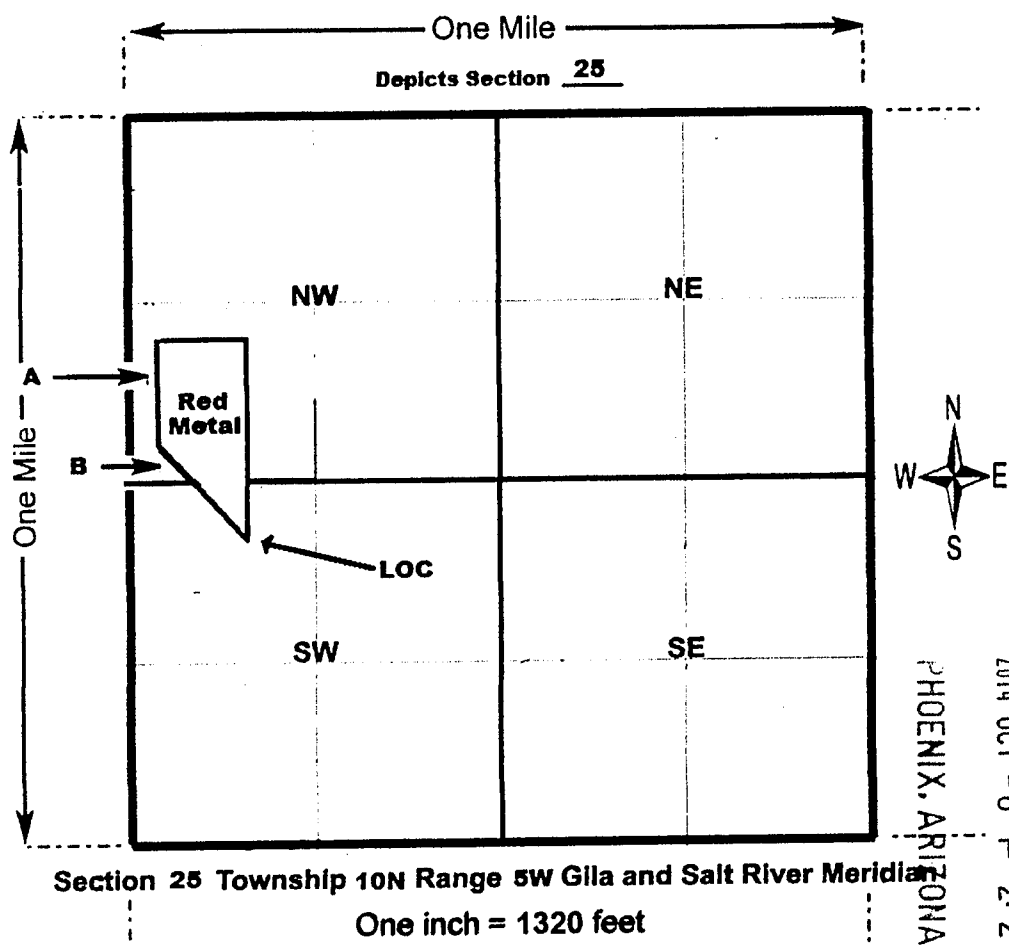 One Mile
Depicts Section 25
NW
NE
A
Red
Metal
B
One Mile
N
W
E
S
LOC
SW
SE
PHOENIX, ARIZONA
Section 25 Township 10N Range 5W Gila and Salt River Meridian
One inch = 1320 feet